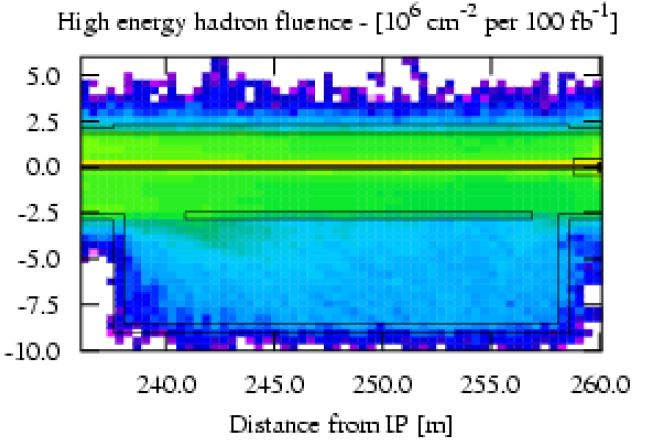 High energy hadron fluence - [10⁶ cm⁻² per 100 fb⁻¹]
5.0
2.5
0.0
-2.5
-5.0
-7.5
-10.0
240.0 245.0 250.0 255.0 260.0
Distance from IP [m]